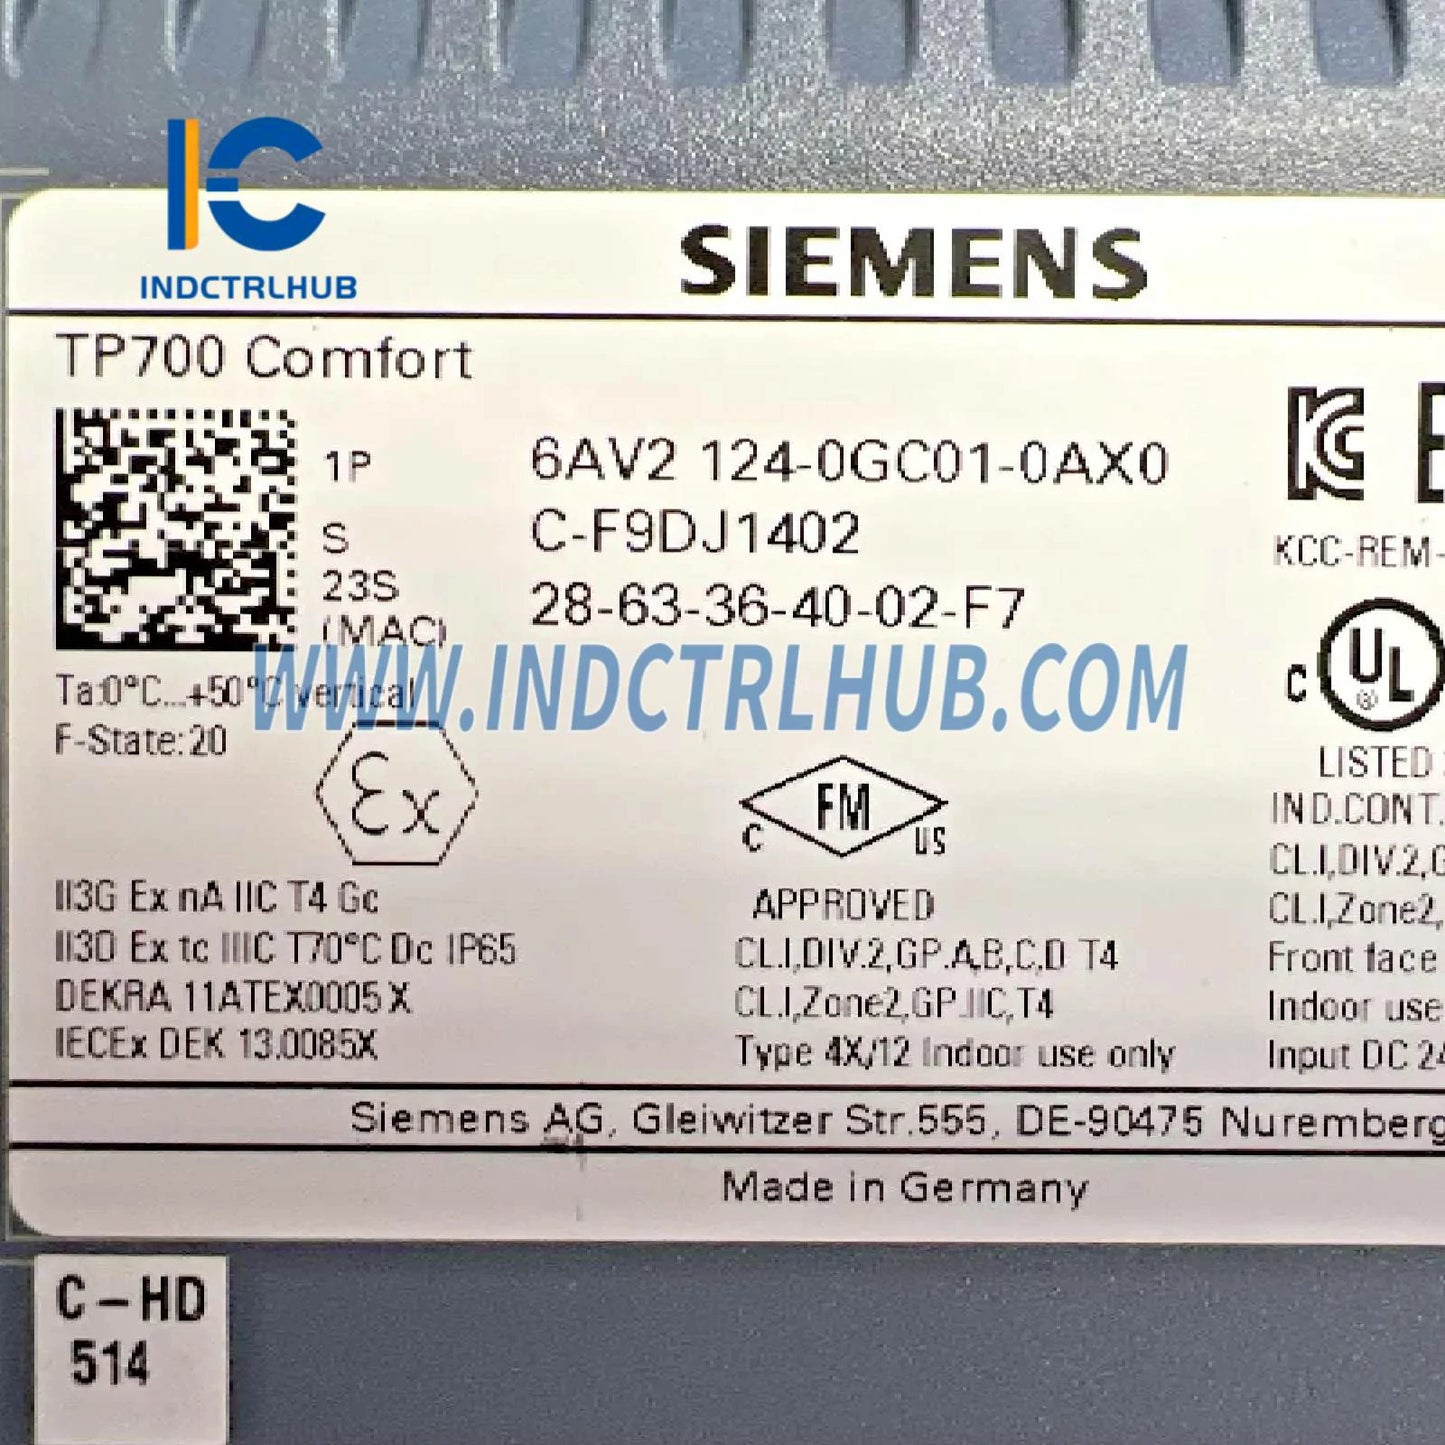 INDCTRLHUB
SIEMENS
TP700 Comfort
1P 6AV2 124-0GC01-0AX0
S C-F9DJ1402
23S
(MAC) 28-63-36-40-02-F7
KCC-REM-
WWW.INDCTRLHUB.COM
Ta:0°C...+50°C vertical
F-State:20
Ex
C FM US
C UL
LISTED
II3G Ex nA IIC T4 Gc
II3D Ex tc IIIC T70°C Dc IP65
DEKRA 11ATEX0005 X
IECEx DEK 13.0085X
APPROVED
CL.I,DIV.2,GP.A,B,C,D T4
CL.I,Zone2,GP.IIC,T4
Type 4X/12 Indoor use only
IND.CONT.
CL.I,DIV.2,G
CL.I,Zone2,
Front face
Indoor use
Input DC 24
Siemens AG, Gleiwitzer Str.555, DE-90475 Nuremberg
Made in Germany
C-HD
514